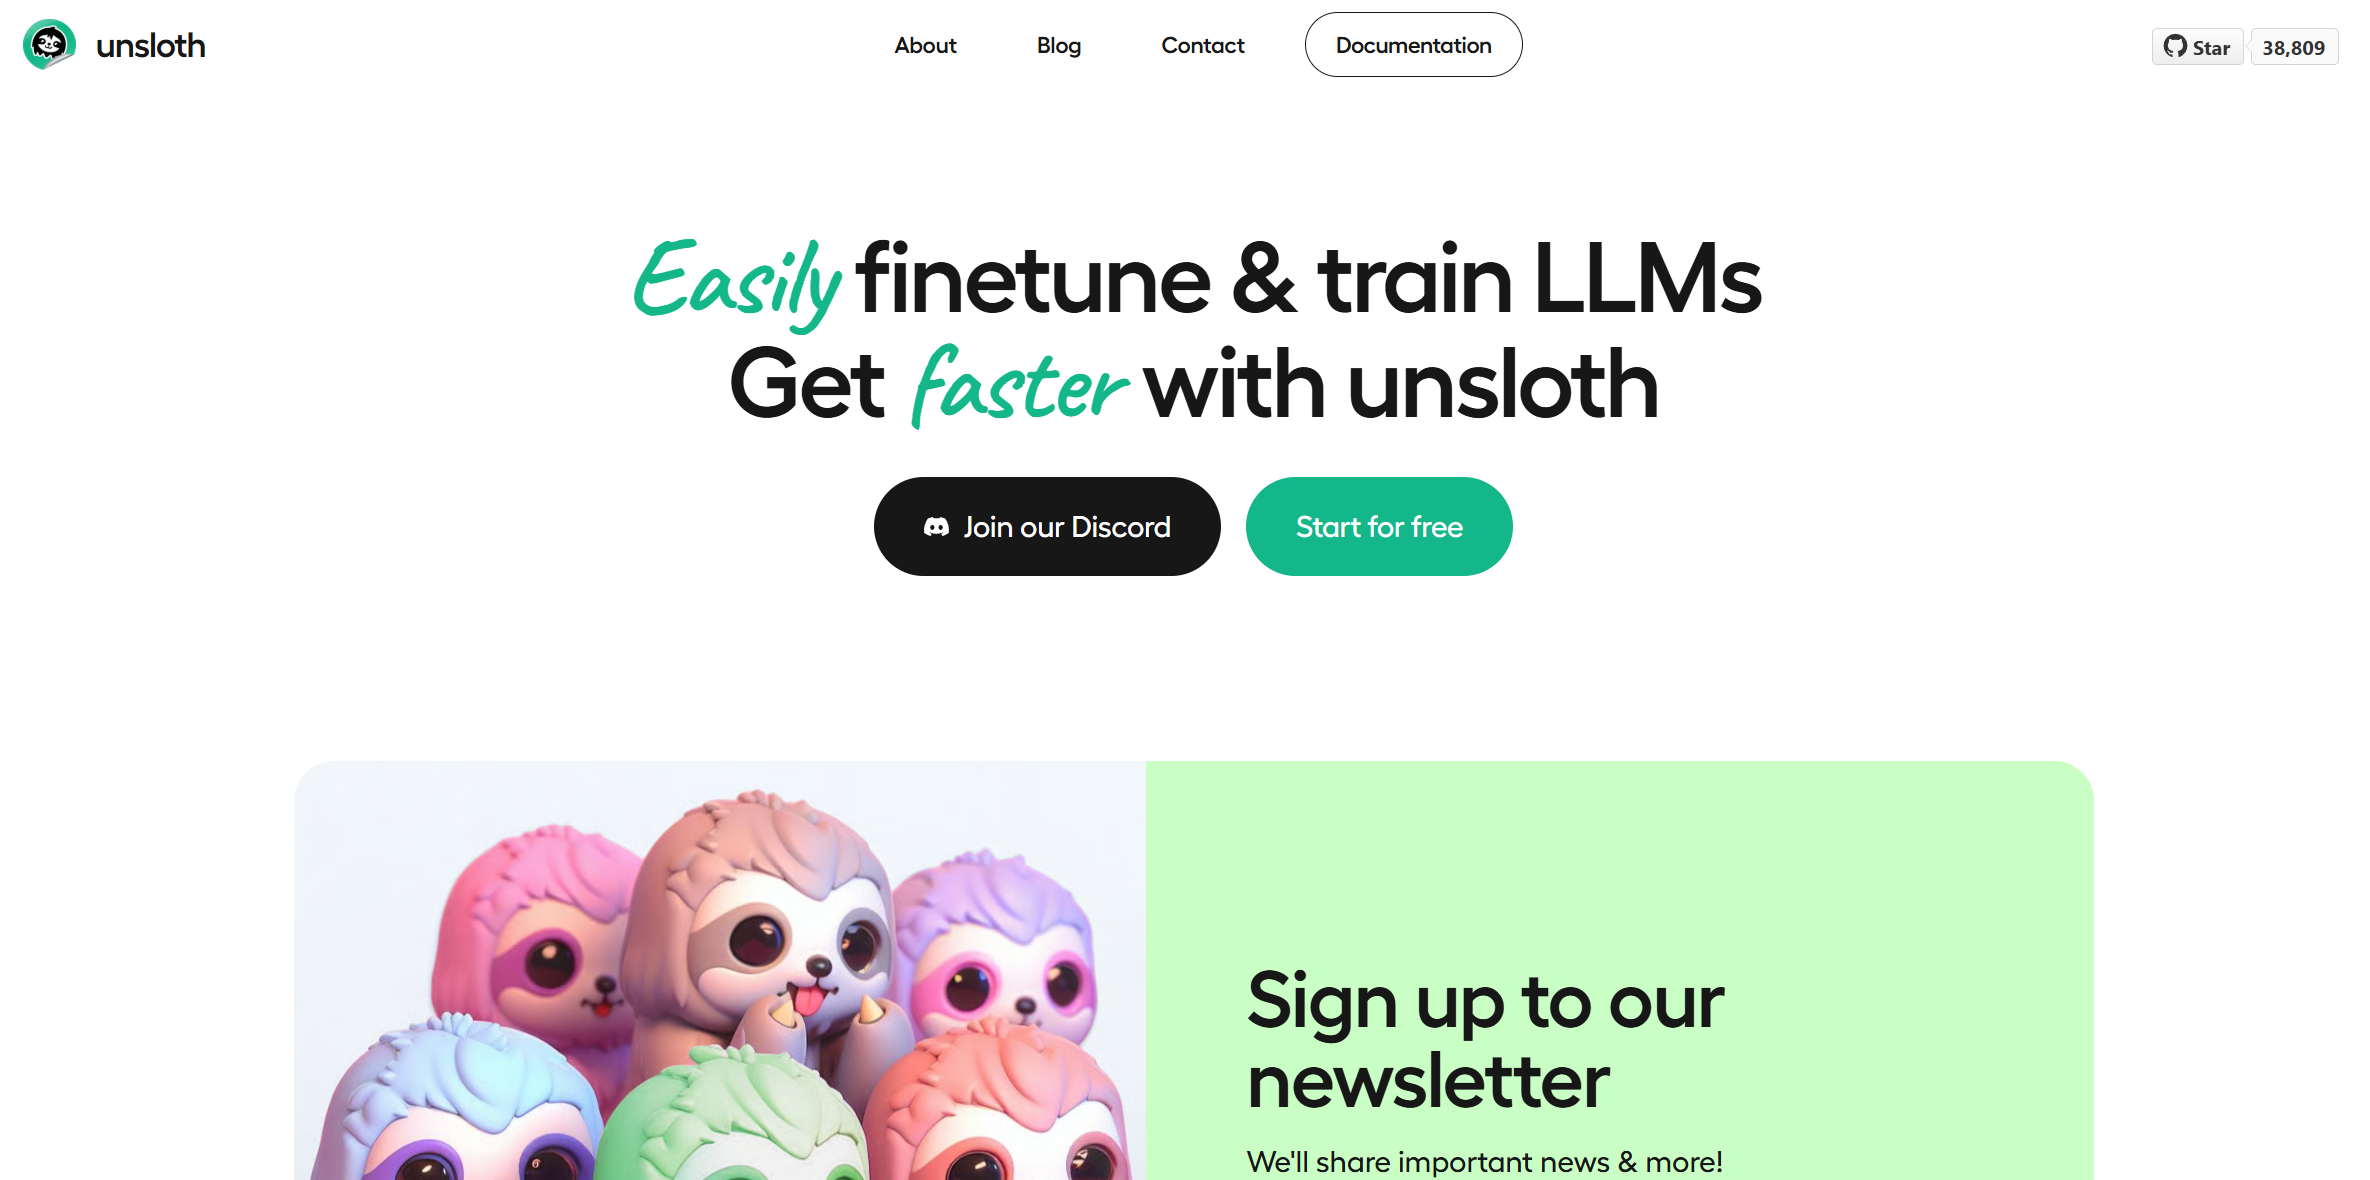 unsloth
About
Blog
Contact
Documentation
Star
38,809
Easily finetune & train LLMs
Get faster with unsloth
Join our Discord
Start for free
Sign up to our
newsletter
We'll share important news & more!